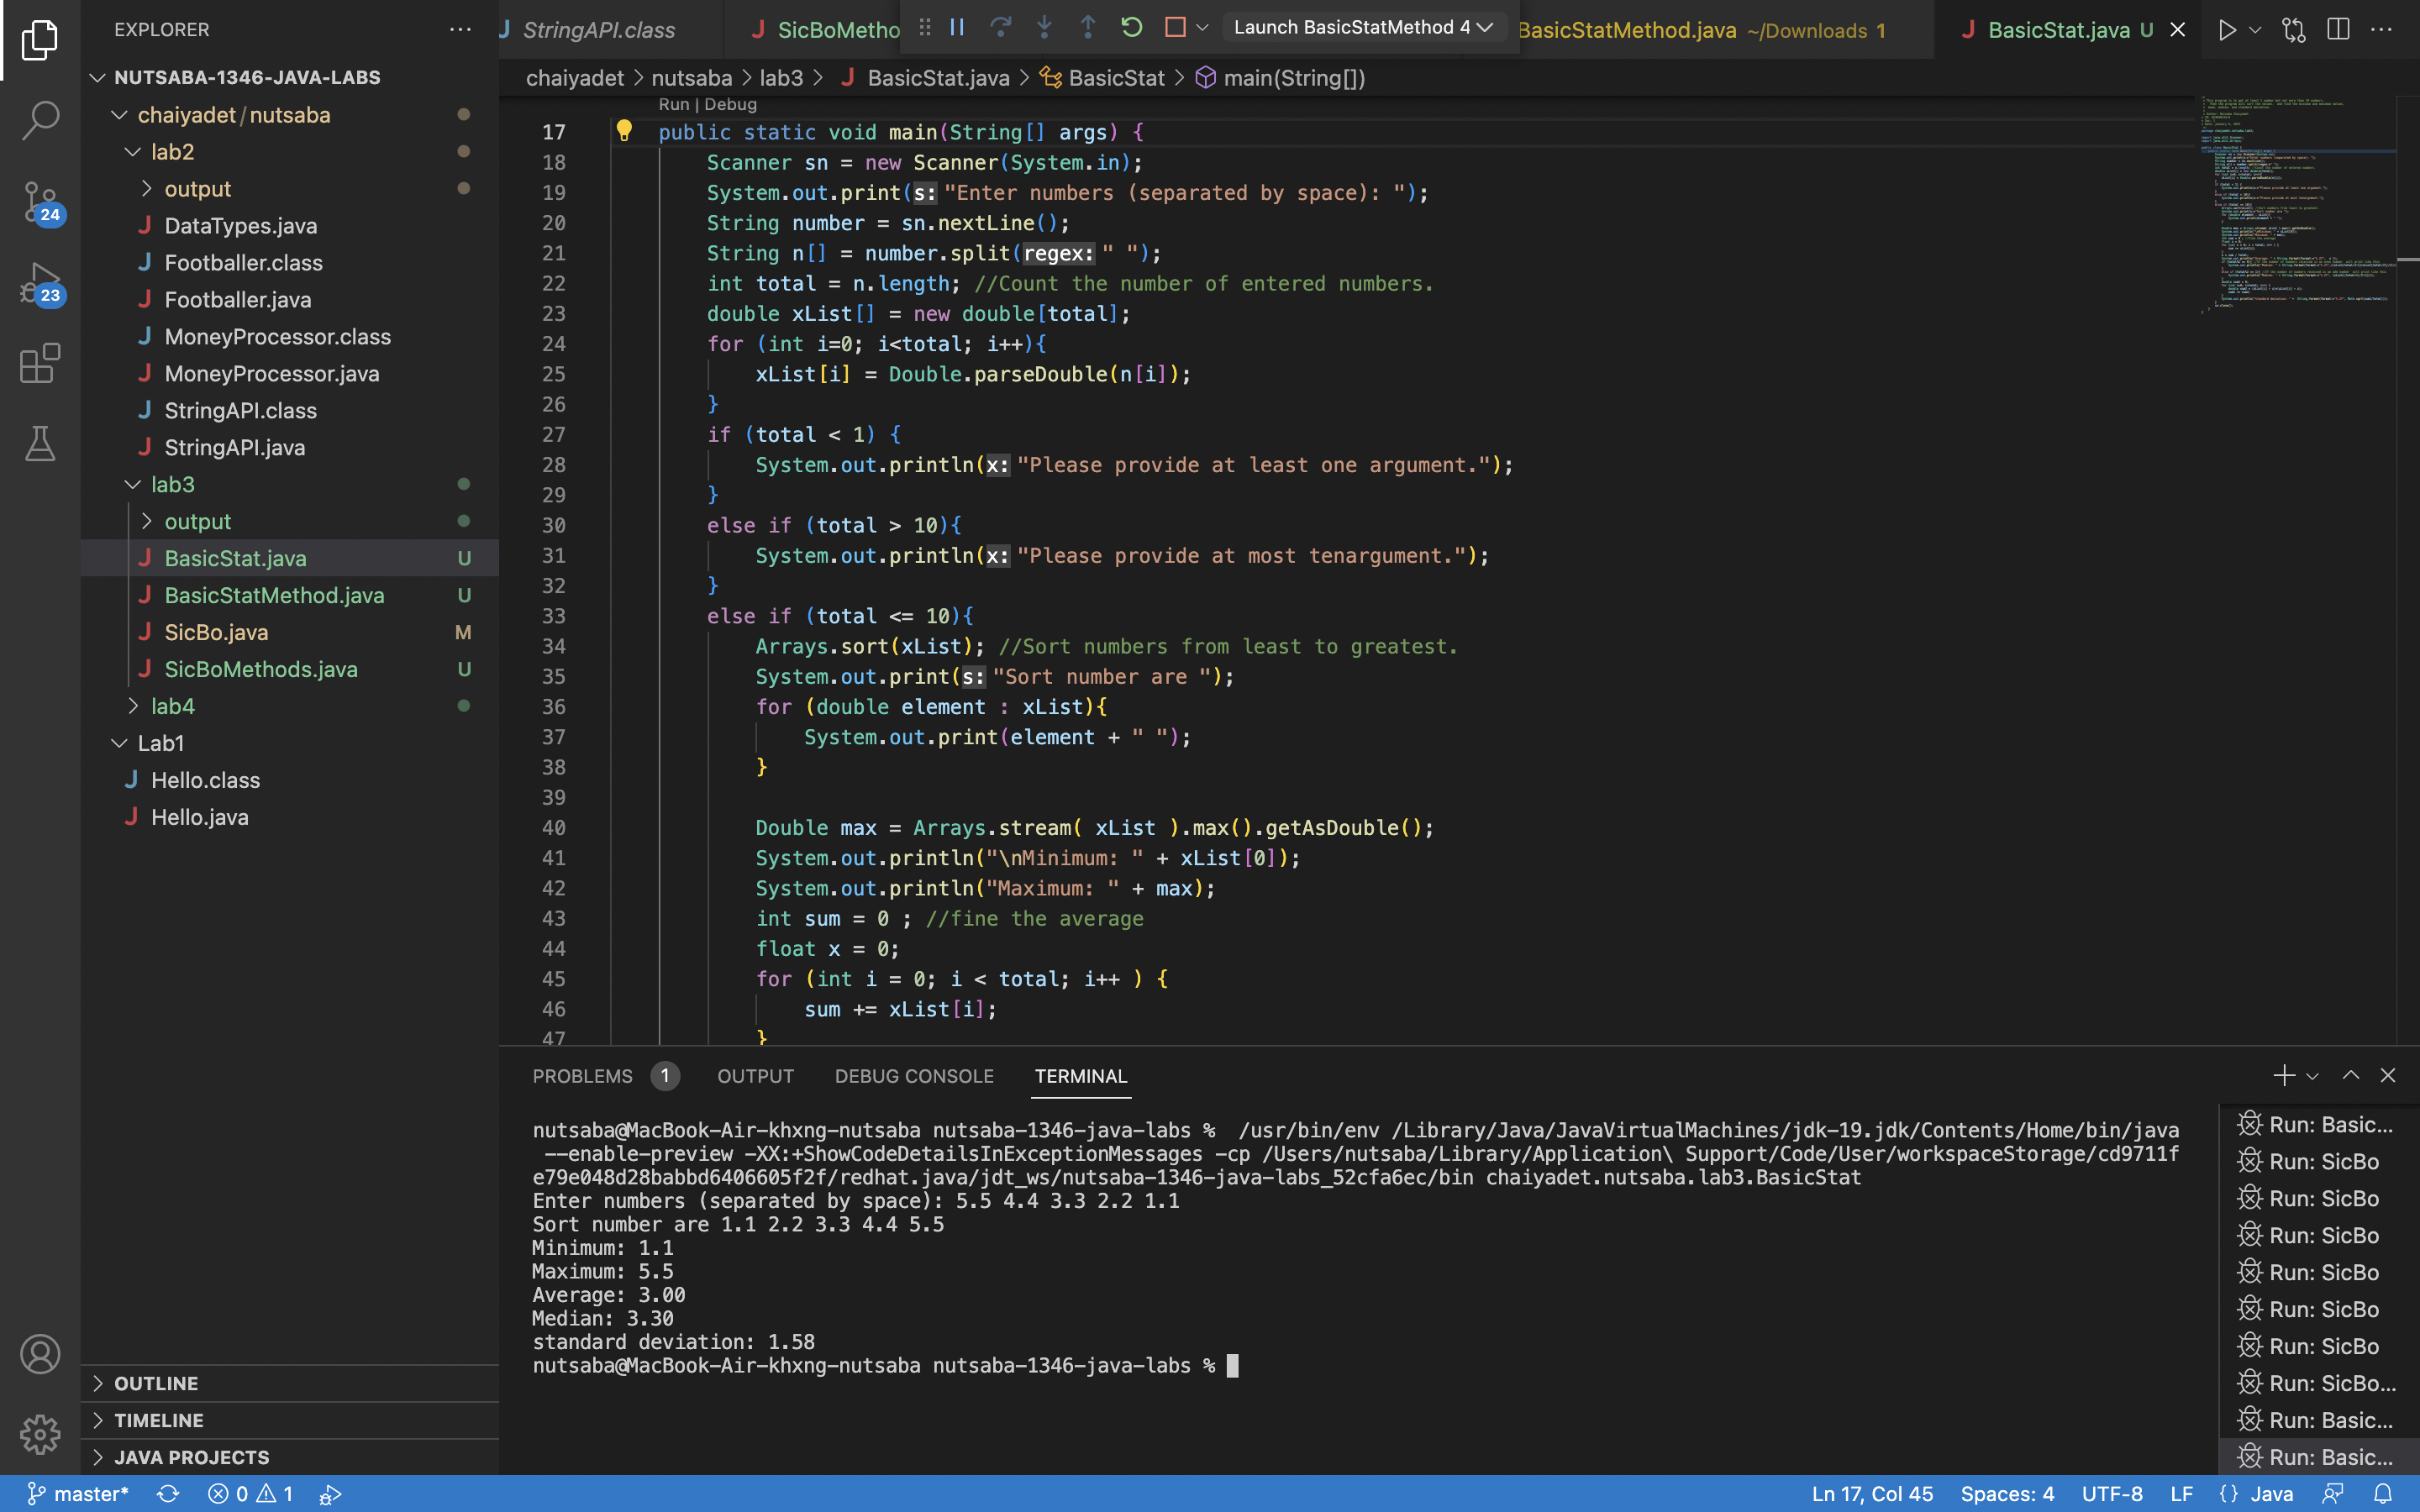 EXPLORER
NUTSABA-1346-JAVA-LABS
chaiyadet/nutsaba
lab2
output
DataTypes.java
Footballer.class
Footballer.java
MoneyProcessor.class
MoneyProcessor.java
StringAPI.class
StringAPI.java
lab3
output
BasicStat.java U
BasicStatMethod.java U
SicBo.java M
SicBoMethods.java U
lab4
Lab1
Hello.class
Hello.java
OUTLINE
TIMELINE
JAVA PROJECTS
24
23
StringAPI.class
SicBoMetho
Launch BasicStatMethod 4
BasicStatMethod.java ~/Downloads 1
BasicStat.java U
chaiyadet > nutsaba > lab3 > BasicStat.java > BasicStat > main(String[])
Run | Debug
17 public static void main(String[] args) {
18 Scanner sn = new Scanner(System.in);
19 System.out.print(s: "Enter numbers (separated by space): ");
20 String number = sn.nextLine();
21 String n[] = number.split(regex: " ");
22 int total = n.length; //Count the number of entered numbers.
23 double xList[] = new double[total];
24 for (int i=0; i<total; i++){
25 xList[i] = Double.parseDouble(n[i]);
26 }
27 if (total < 1) {
28 System.out.println(x: "Please provide at least one argument.");
29 }
30 else if (total > 10){
31 System.out.println(x: "Please provide at most tenargument.");
32 }
33 else if (total <= 10){
34 Arrays.sort(xList); //Sort numbers from least to greatest.
35 System.out.print(s: "Sort number are ");
36 for (double element : xList){
37 System.out.print(element + " ");
38 }
39
40 Double max = Arrays.stream( xList ).max().getAsDouble();
41 System.out.println("\nMinimum: " + xList[0]);
42 System.out.println("Maximum: " + max);
43 int sum = 0 ; //fine the average
44 float x = 0;
45 for (int i = 0; i < total; i++ ) {
46 sum += xList[i];
47 }
PROBLEMS 1 OUTPUT DEBUG CONSOLE TERMINAL
nutsaba@MacBook-Air-khxng-nutsaba nutsaba-1346-java-labs %  /usr/bin/env /Library/Java/JavaVirtualMachines/jdk-19.jdk/Contents/Home/bin/java
--enable-preview -XX:+ShowCodeDetailsInExceptionMessages -cp /Users/nutsaba/Library/Application\ Support/Code/User/workspaceStorage/cd9711f
e79e048d28babbd6406605f2f/redhat.java/jdt_ws/nutsaba-1346-java-labs_52cfa6ec/bin chaiyadet.nutsaba.lab3.BasicStat
Enter numbers (separated by space): 5.5 4.4 3.3 2.2 1.1
Sort number are 1.1 2.2 3.3 4.4 5.5
Minimum: 1.1
Maximum: 5.5
Average: 3.00
Median: 3.30
standard deviation: 1.58
nutsaba@MacBook-Air-khxng-nutsaba nutsaba-1346-java-labs %
Run: Basic...
Run: SicBo
Run: SicBo
Run: SicBo
Run: SicBo
Run: SicBo
Run: SicBo
Run: SicBo...
Run: Basic...
Run: Basic...
master* 0 1
Ln 17, Col 45 Spaces: 4 UTF-8 LF {} Java